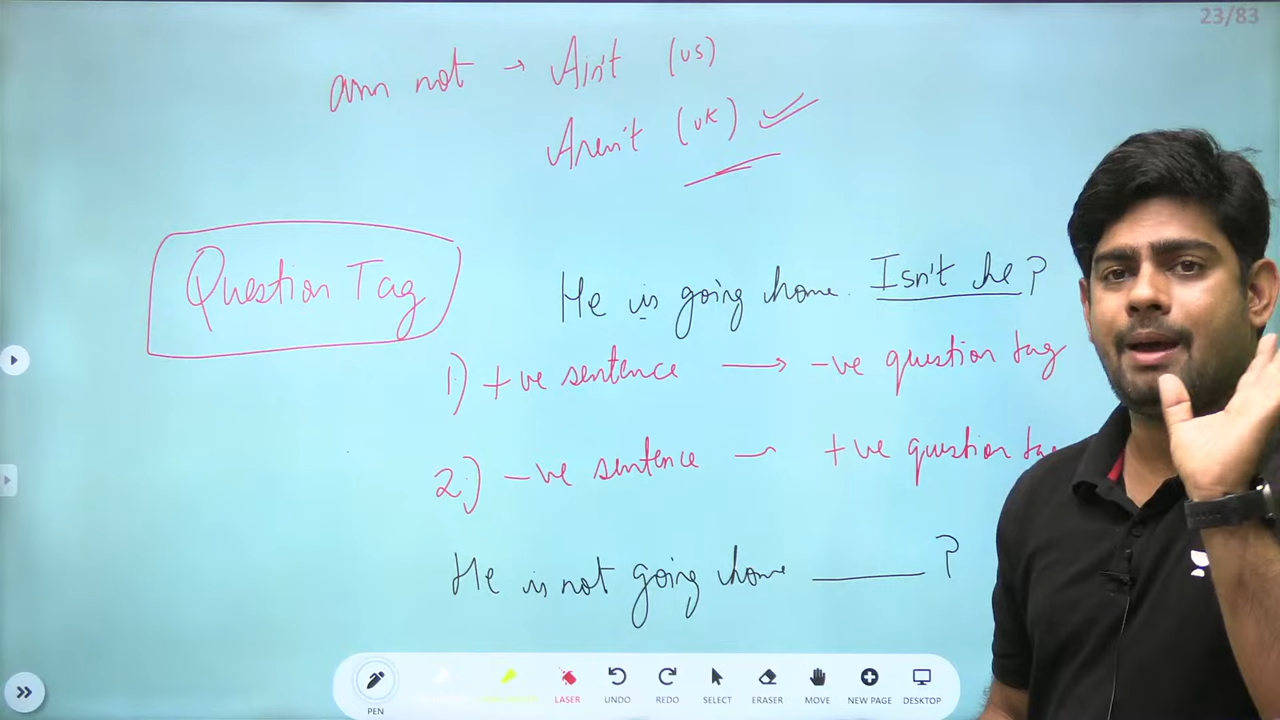 23/83
am not → Ain't (US)
Aren't (UK)
Question Tag
He is going home. Isn't he?
1) +ve sentence → -ve question tag
2) -ve sentence — +ve question tag
He is not going home ______?
PEN
LASER
UNDO
REDO
SELECT
ERASER
MOVE
NEW PAGE
DESKTOP